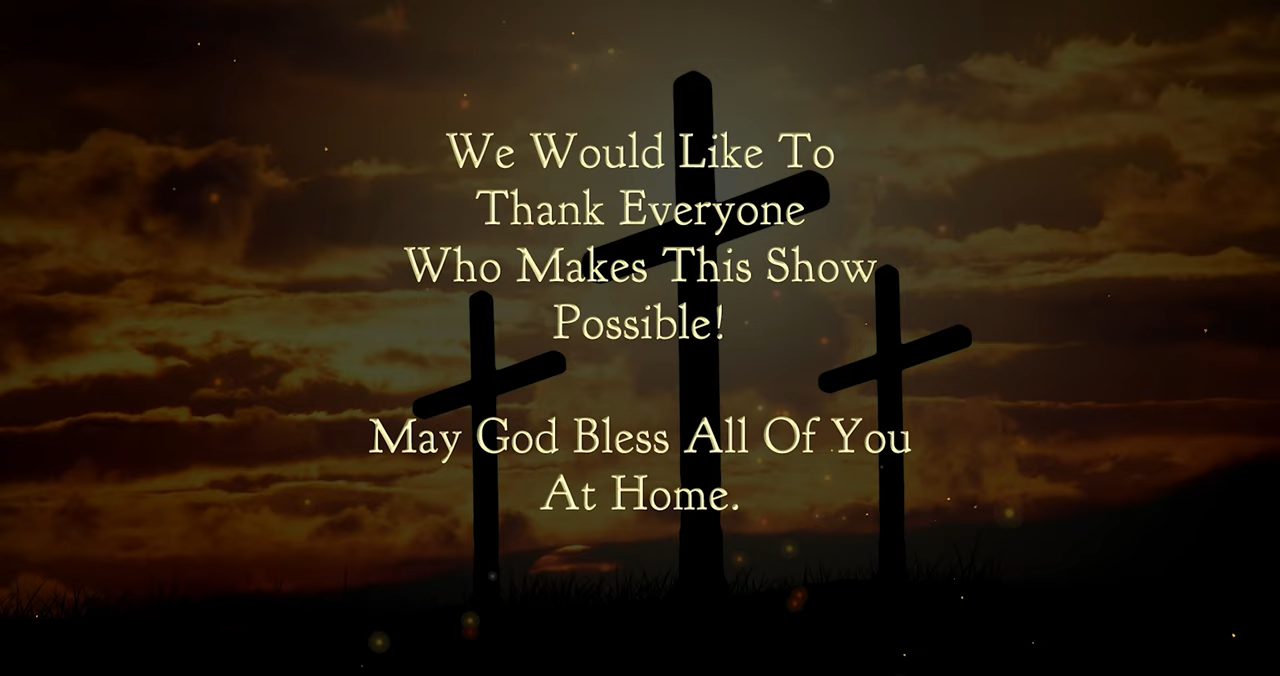 We Would Like To
Thank Everyone
Who Makes This Show
Possible!
May God Bless All Of You
At Home.